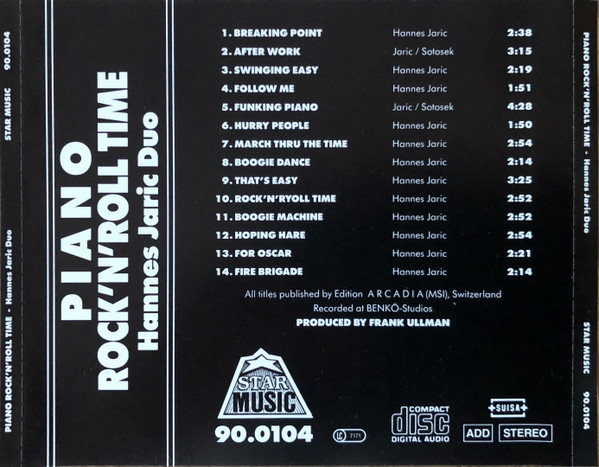 STAR MUSIC 90.0104
PIANO ROCK'N'ROLL TIME - Hannes Jaric Duo
PIANO
ROCK'N'ROLL TIME
Hannes Jaric Duo
1. BREAKING POINT Hannes Jaric 2:38
2. AFTER WORK Jaric / Sotosek 3:15
3. SWINGING EASY Hannes Jaric 2:19
4. FOLLOW ME Hannes Jaric 1:51
5. FUNKING PIANO Jaric / Sotosek 4:28
6. HURRY PEOPLE Hannes Jaric 1:50
7. MARCH THRU THE TIME Hannes Jaric 2:54
8. BOOGIE DANCE Hannes Jaric 2:14
9. THAT'S EASY Hannes Jaric 3:25
10. ROCK'N'RYOLL TIME Hannes Jaric 2:52
11. BOOGIE MACHINE Hannes Jaric 2:52
12. HOPING HARE Hannes Jaric 2:54
13. FOR OSCAR Hannes Jaric 2:21
14. FIRE BRIGADE Hannes Jaric 2:14
All titles published by Edition ARCADIA (MSI), Switzerland
Recorded at BENKÖ-Studios
PRODUCED BY FRANK ULLMAN
STAR
MUSIC
90.0104
LC 7171
COMPACT
disc
DIGITAL AUDIO
SUISA
ADD STEREO
PIANO ROCK'N'ROLL TIME - Hannes Jaric Duo
STAR MUSIC 90.0104